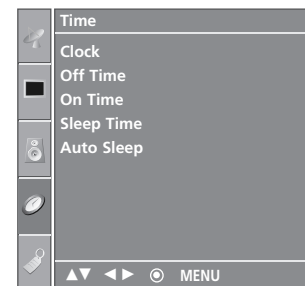 Time
Clock
Off Time
On Time
Sleep Time
Auto Sleep
▲▼ ◄► ◉ MENU